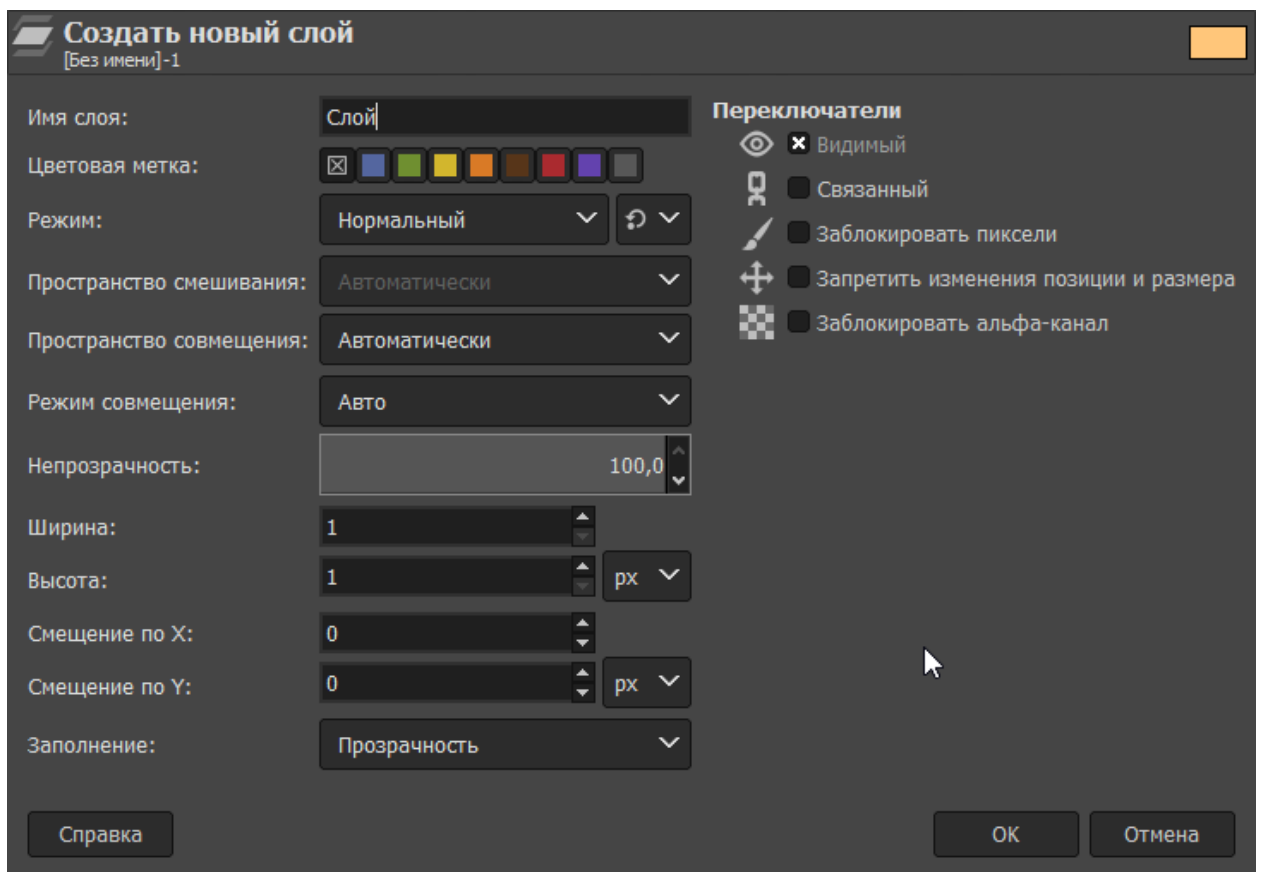 Создать новый слой
[Без имени]-1
Имя слоя: Слой
Цветовая метка:
Режим: Нормальный
Пространство смешивания: Автоматически
Пространство совмещения: Автоматически
Режим совмещения: Авто
Непрозрачность: 100,0
Ширина: 1
Высота: 1 px
Смещение по X: 0
Смещение по Y: 0 px
Заполнение: Прозрачность
Переключатели
Видимый
Связанный
Заблокировать пиксели
Запретить изменения позиции и размера
Заблокировать альфа-канал
Справка
OK
Отмена